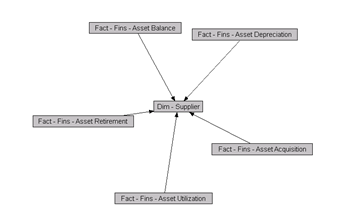 Fact - Fins - Asset Balance
Fact - Fins - Asset Depreciation
Dim - Supplier
Fact - Fins - Asset Retirement
Fact - Fins - Asset Acquisition
Fact - Fins - Asset Utilization